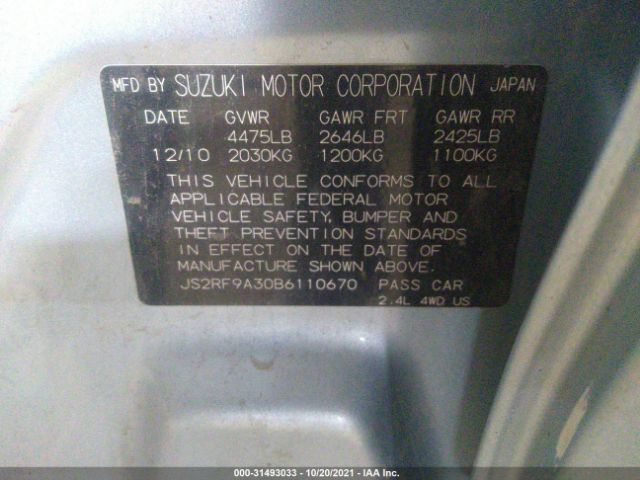 MFD BY SUZUKI MOTOR CORPORATION JAPAN
DATE GVWR GAWR FRT GAWR RR
4475LB 2646LB 2425LB
12/10 2030KG 1200KG 1100KG
THIS VEHICLE CONFORMS TO ALL
APPLICABLE FEDERAL MOTOR
VEHICLE SAFETY, BUMPER AND
THEFT PREVENTION STANDARDS
IN EFFECT ON THE DATE OF
MANUFACTURE SHOWN ABOVE.
JS2RF9A30B6110670 PASS CAR
2.4L 4WD US
000-31493033 - 10/20/2021 - IAA Inc.